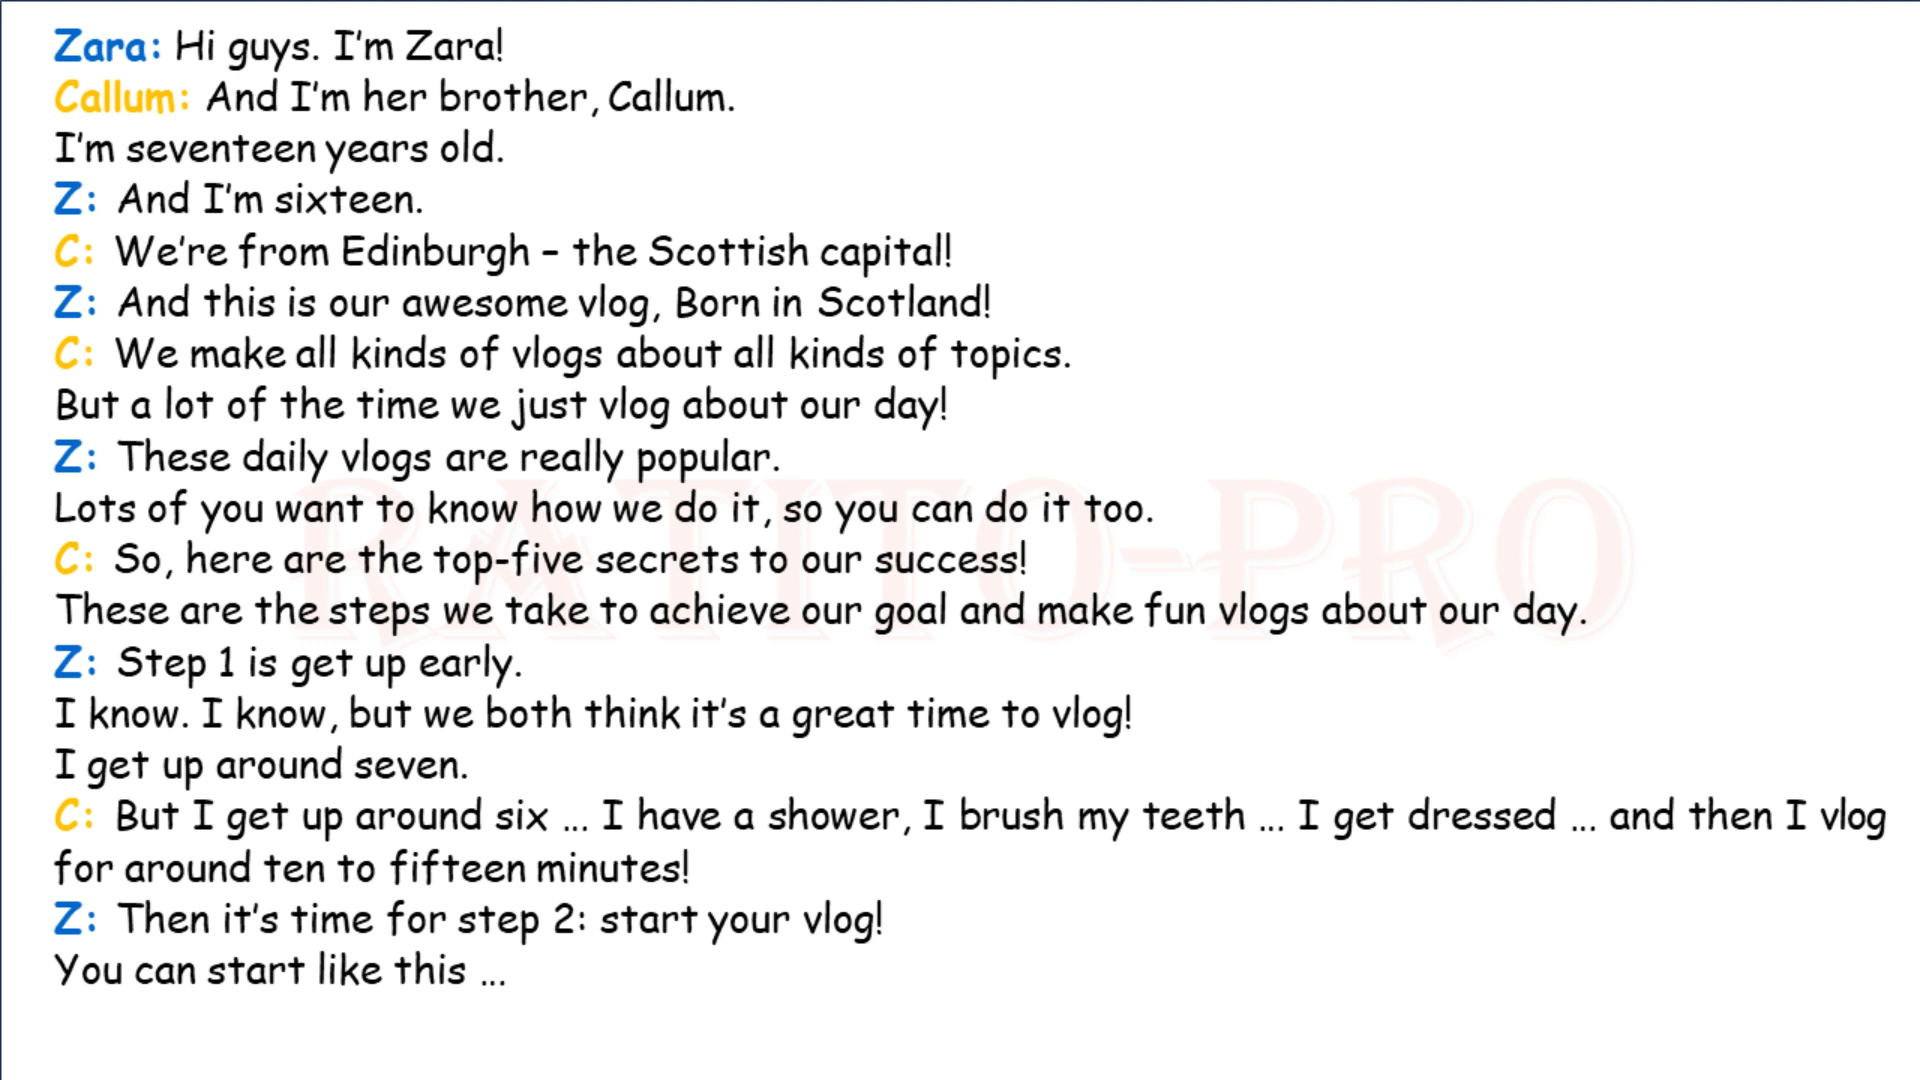 Zara: Hi guys. I'm Zara!
Callum: And I'm her brother, Callum.
I'm seventeen years old.
Z: And I'm sixteen.
C: We're from Edinburgh – the Scottish capital!
Z: And this is our awesome vlog, Born in Scotland!
C: We make all kinds of vlogs about all kinds of topics.
But a lot of the time we just vlog about our day!
Z: These daily vlogs are really popular.
Lots of you want to know how we do it, so you can do it too.
C: So, here are the top-five secrets to our success!
These are the steps we take to achieve our goal and make fun vlogs about our day.
Z: Step 1 is get up early.
I know. I know, but we both think it's a great time to vlog!
I get up around seven.
C: But I get up around six ... I have a shower, I brush my teeth ... I get dressed ... and then I vlog
for around ten to fifteen minutes!
Z: Then it's time for step 2: start your vlog!
You can start like this ...
RATITO-PRO